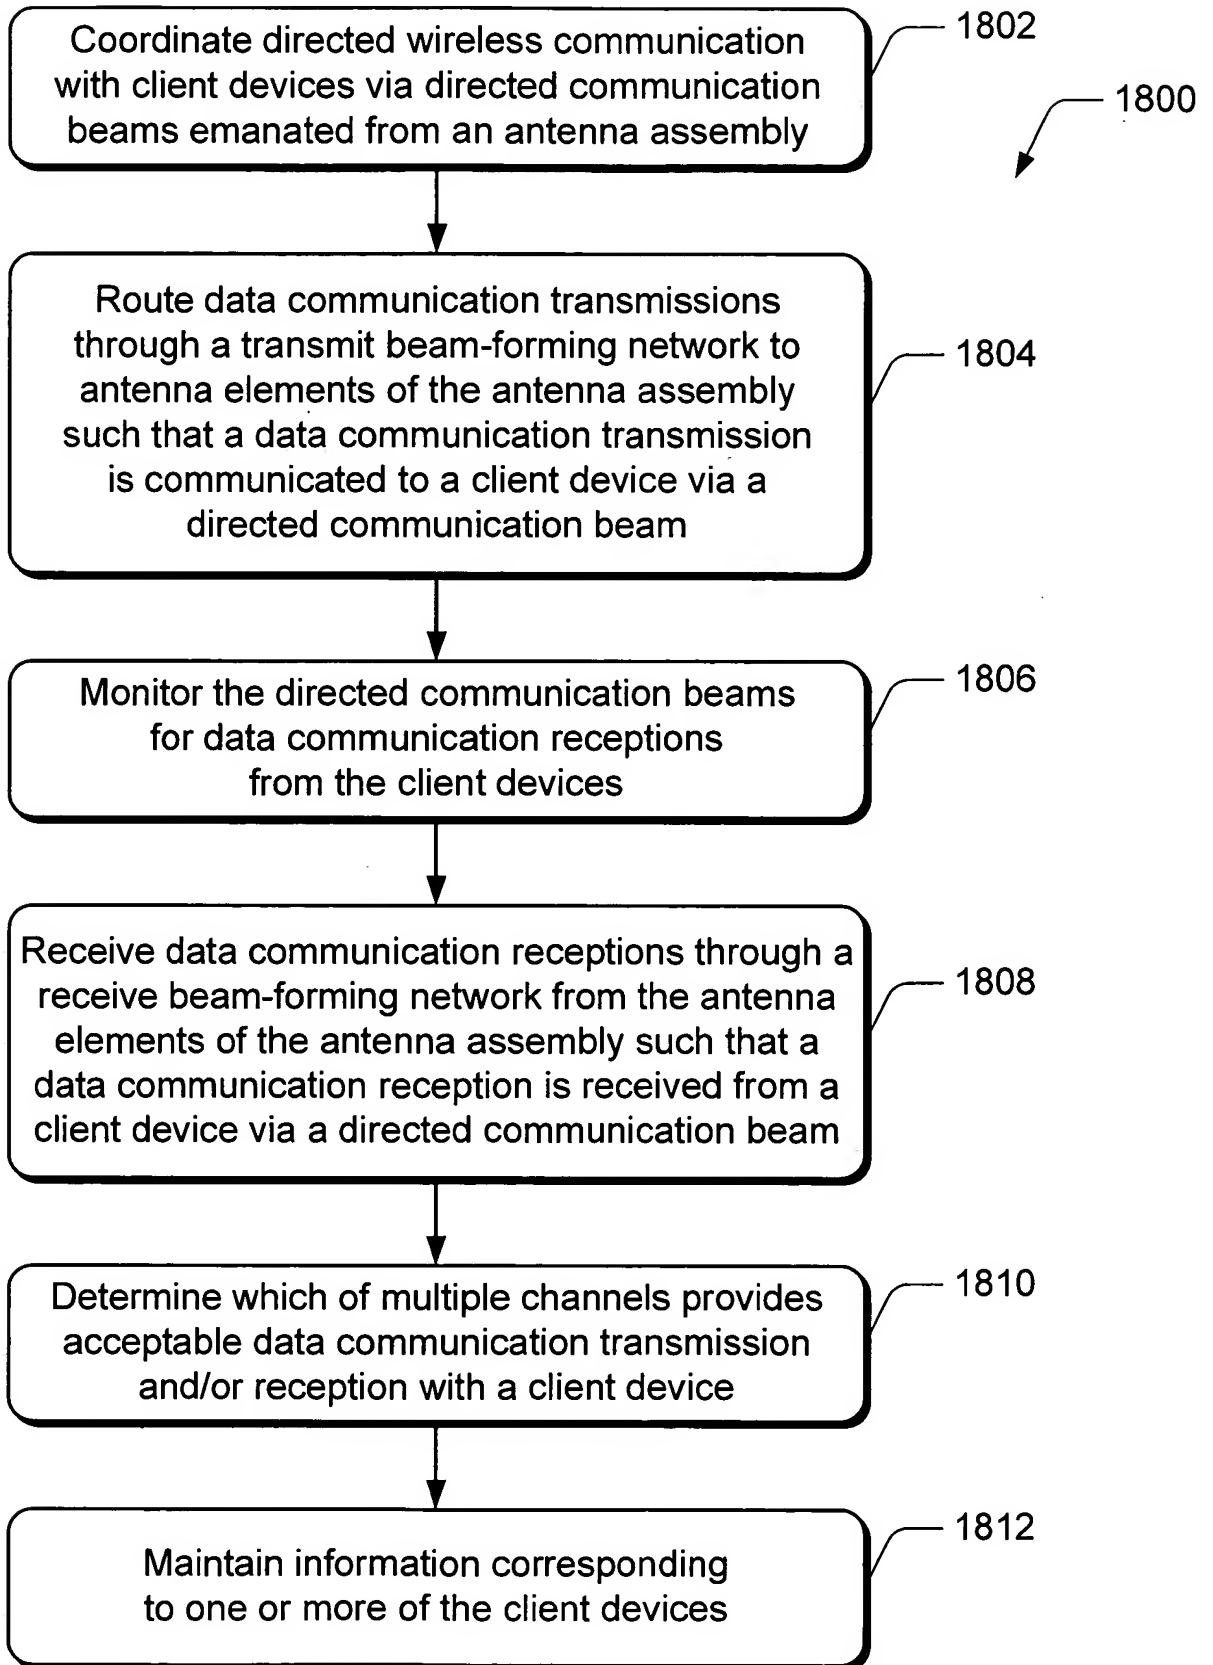 Coordinate directed wireless communication
with client devices via directed communication
beams emanated from an antenna assembly
1802
1800
Route data communication transmissions
through a transmit beam-forming network to
antenna elements of the antenna assembly
such that a data communication transmission
is communicated to a client device via a
directed communication beam
1804
Monitor the directed communication beams
for data communication receptions
from the client devices
1806
Receive data communication receptions through a
receive beam-forming network from the antenna
elements of the antenna assembly such that a
data communication reception is received from a
client device via a directed communication beam
1808
Determine which of multiple channels provides
acceptable data communication transmission
and/or reception with a client device
1810
Maintain information corresponding
to one or more of the client devices
1812